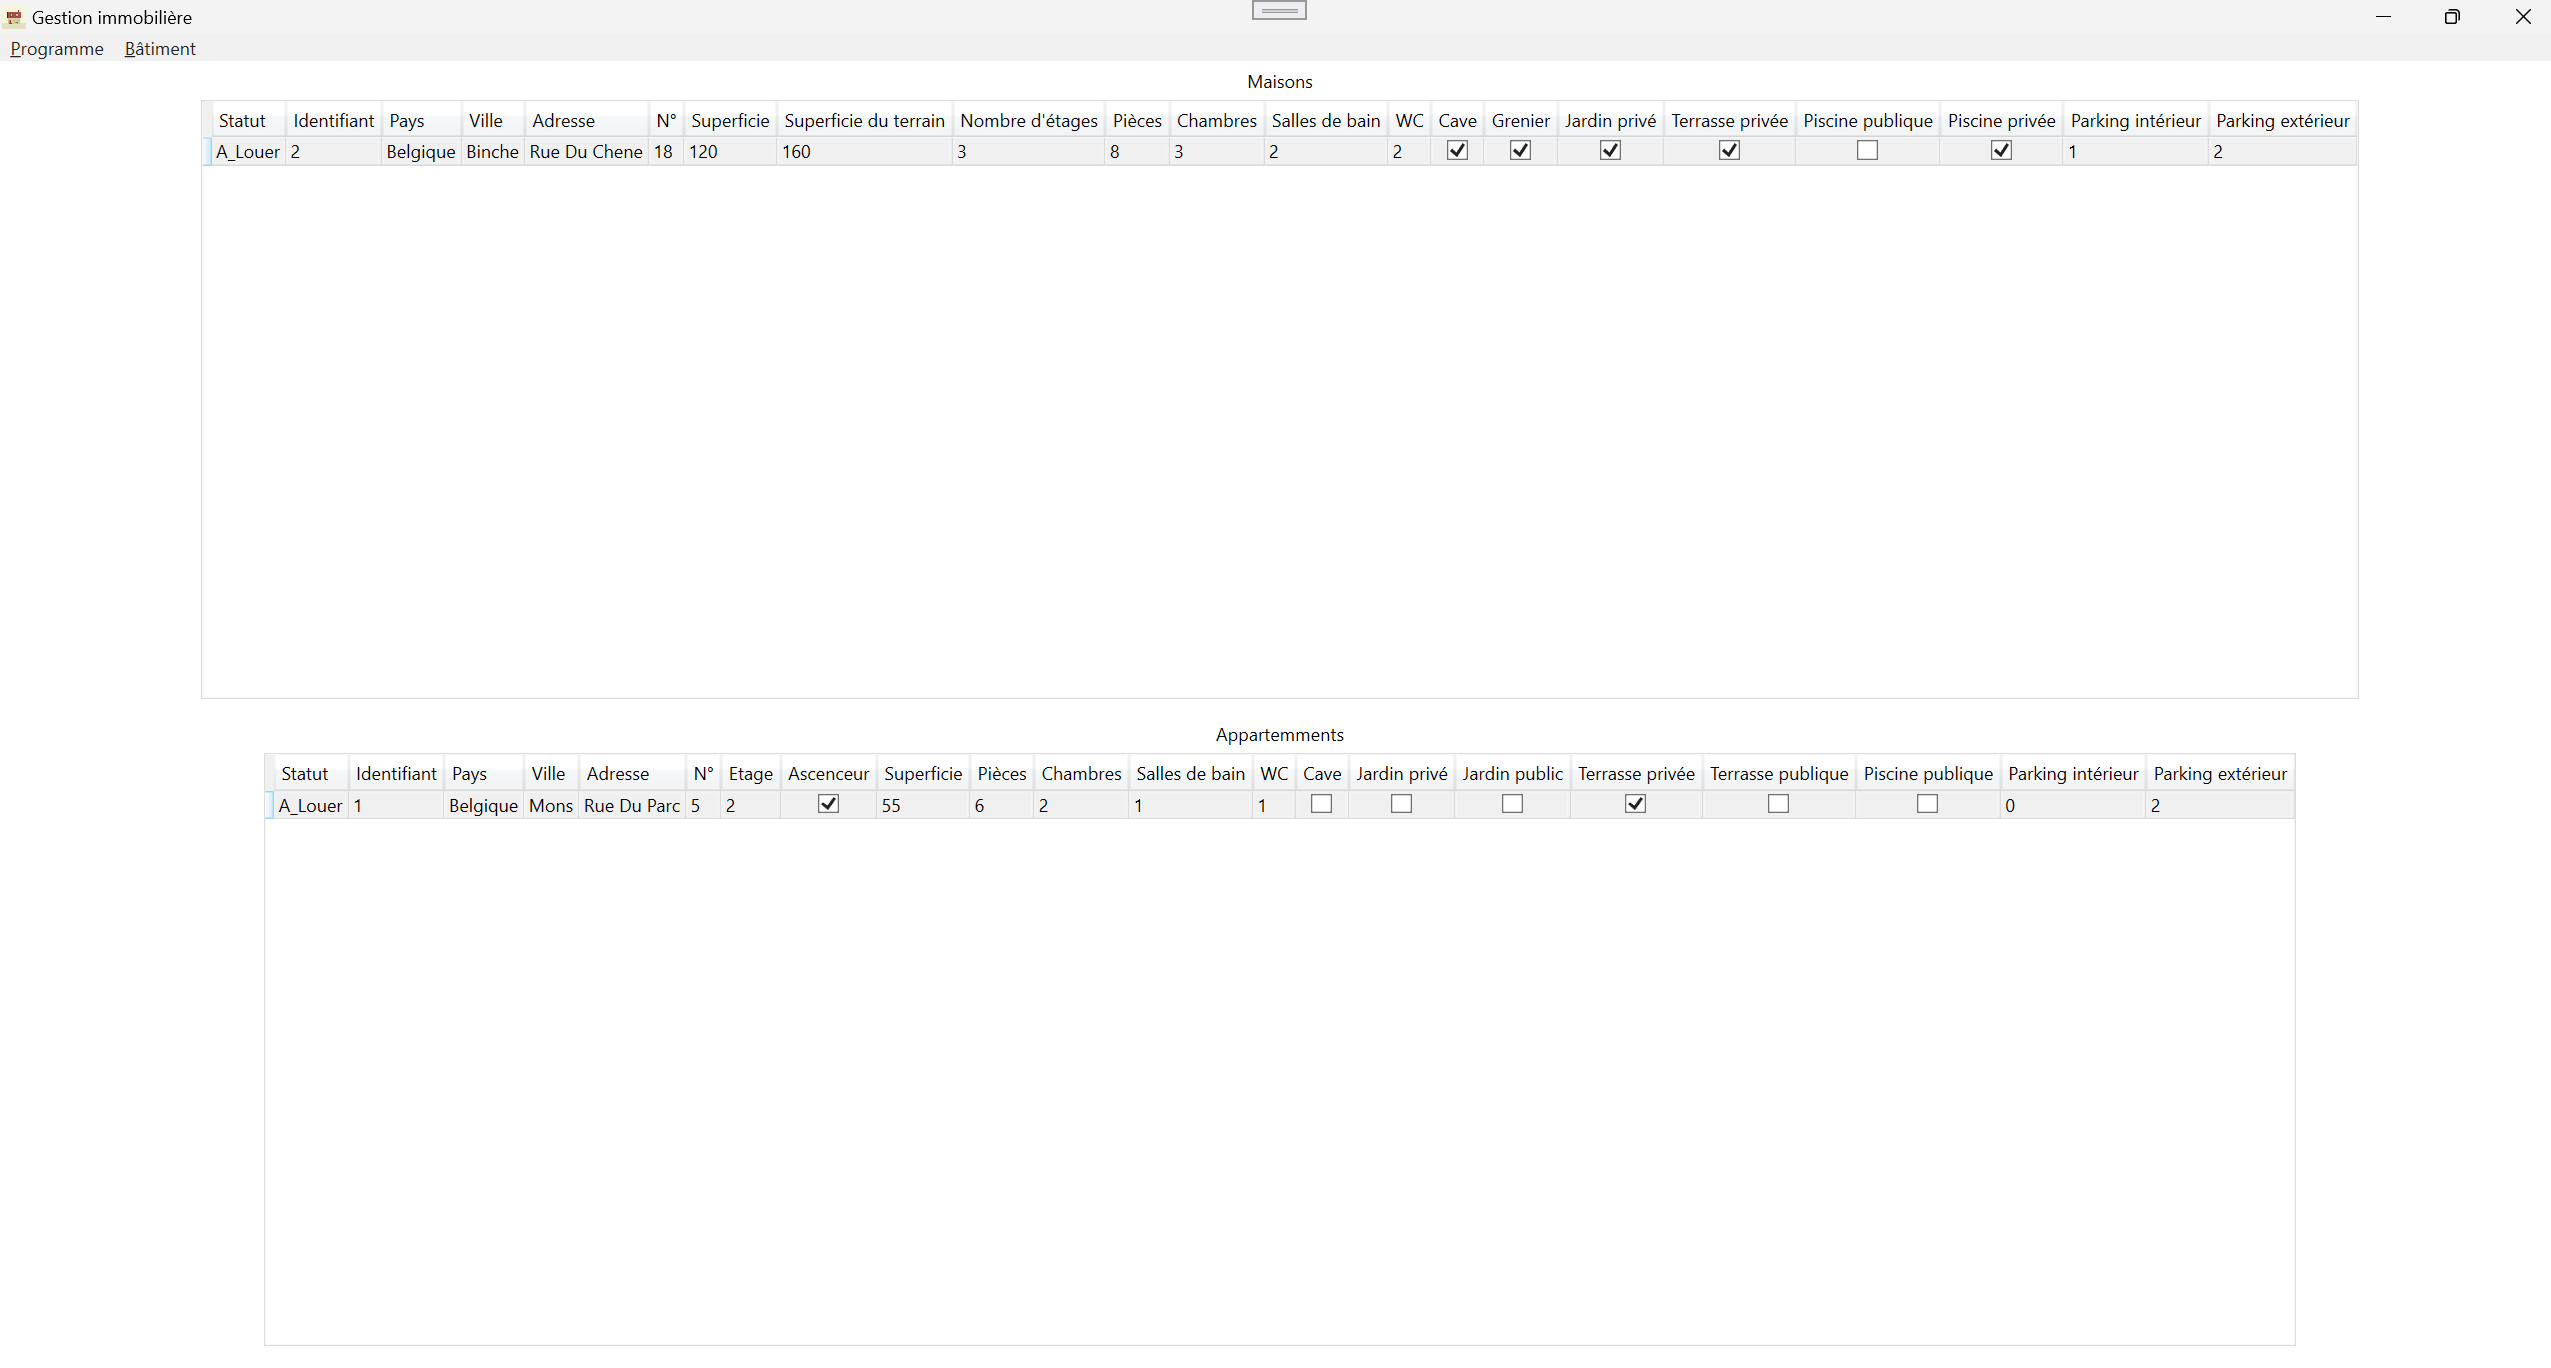 Gestion immobilière
Programme Bâtiment
Maisons
Statut Identifiant Pays Ville Adresse N° Superficie Superficie du terrain Nombre d'étages Pièces Chambres Salles de bain WC Cave Grenier Jardin privé Terrasse privée Piscine publique Piscine privée Parking intérieur Parking extérieur
A_Louer 2 Belgique Binche Rue Du Chene 18 120 160 3 8 3 2 2 1 2
Appartemments
Statut Identifiant Pays Ville Adresse N° Etage Ascenceur Superficie Pièces Chambres Salles de bain WC Cave Jardin privé Jardin public Terrasse privée Terrasse publique Piscine publique Parking intérieur Parking extérieur
A_Louer 1 Belgique Mons Rue Du Parc 5 2 55 6 2 1 1 0 2